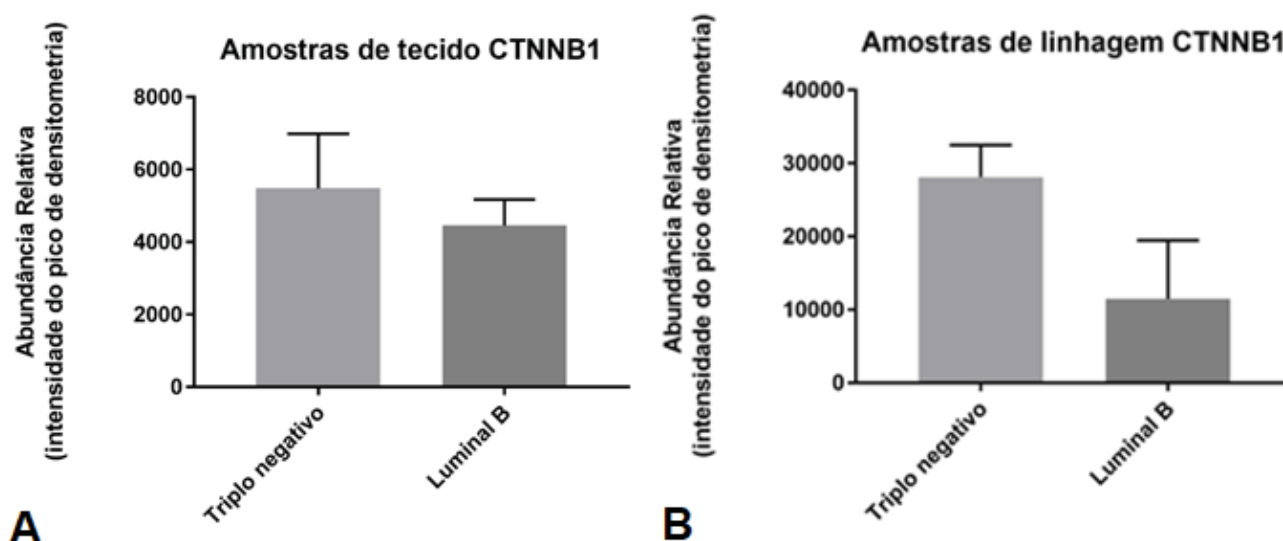 Amostras de tecido CTNNB1
Abundância Relativa
(intensidade do pico de densitometria)
8000
6000
4000
2000
0
Triplo negativo
Luminal B
A
Amostras de linhagem CTNNB1
Abundância Relativa
(intensidade do pico de densitometria)
40000
30000
20000
10000
0
Triplo negativo
Luminal B
B